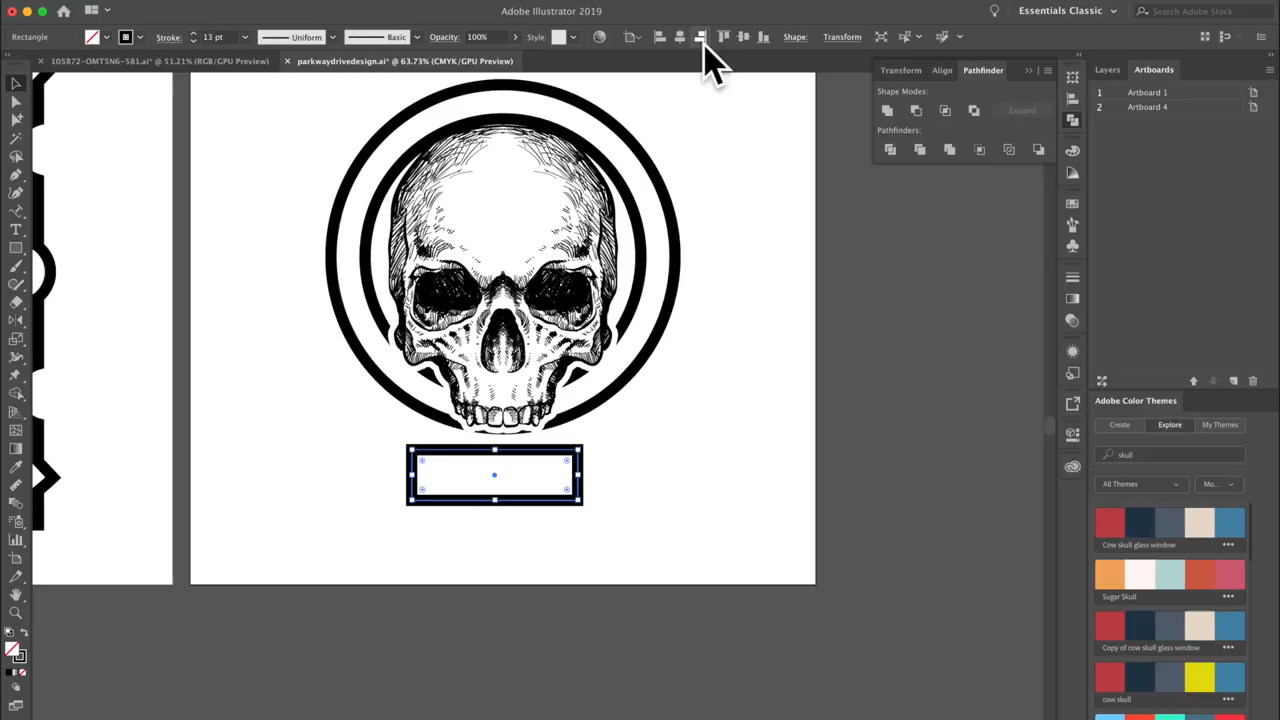 Adobe Illustrator 2019
Essentials Classic
Search Adobe Stock
Rectangle
Stroke:
13 pt
Uniform
Basic
Opacity:
100%
Style:
Shape:
Transform
105872-OMT5N6-581.ai* @ 51.21% (RGB/GPU Preview)
parkwaydrivedesign.ai* @ 63.73% (CMYK/GPU Preview)
Transform
Align
Pathfinder
Shape Modes:
Expand
Pathfinders:
Layers
Artboards
1 Artboard 1
2 Artboard 4
Adobe Color Themes
Create
Explore
My Themes
skull
All Themes
Mo...
Cow skull glass window
Sugar Skull
Copy of cow skull glass window
cow skull